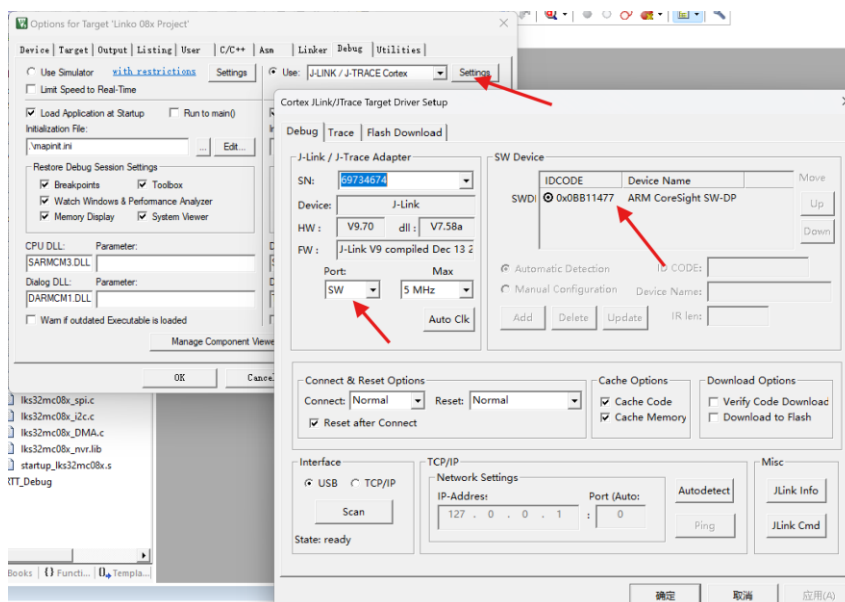 Options for Target 'Linko 08x Project'
Device | Target | Output | Listing | User | C/C++ | Asm | Linker | Debug | Utilities
Use Simulator with restrictions Settings
Use: J-LINK / J-TRACE Cortex Settings
Limit Speed to Real-Time
Load Application at Startup Run to main()
Initialization File:
.\mapinit.ini ... Edit...
Restore Debug Session Settings
Breakpoints Toolbox
Watch Windows & Performance Analyzer
Memory Display System Viewer
CPU DLL: Parameter:
SARMCM3.DLL
Dialog DLL: Parameter:
DARMCM1.DLL
Warn if outdated Executable is loaded
Manage Component Viewe
OK Cance
lks32mc08x_spi.c
lks32mc08x_i2c.c
lks32mc08x_DMA.c
lks32mc08x_nvr.lib
startup_lks32mc08x.s
RTT_Debug
Books {} Functi... Templa...
Cortex JLink/JTrace Target Driver Setup
Debug Trace Flash Download
J-Link / J-Trace Adapter
SN: 69734674
Device: J-Link
HW : V9.70 dll : V7.58a
FW : J-Link V9 compiled Dec 13 2
Port: Max
SW 5 MHz
Auto Clk
SW Device
IDCODE Device Name
SWDI 0x0BB11477 ARM CoreSight SW-DP
Move
Up
Down
Automatic Detection ID CODE:
Manual Configuration Device Name:
Add Delete Update IR len:
Connect & Reset Options
Connect: Normal Reset: Normal
Reset after Connect
Cache Options
Cache Code
Cache Memory
Download Options
Verify Code Download
Download to Flash
Interface
USB TCP/IP
Scan
State: ready
TCP/IP
Network Settings
IP-Address: Port (Auto:
127 . 0 . 0 . 1 : 0
Autodetect
Ping
Misc
JLink Info
JLink Cmd
确定 取消 应用(A)